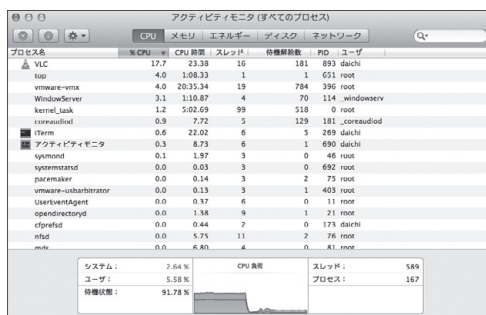 アクティビティモニタ (すべてのプロセス)
CPU メモリ エネルギー ディスク ネットワーク
プロセス名 % CPU CPU 時間 スレッド 待機解除数 PID ユーザ
VLC 17.7 23.38 16 181 893 daichi
top 4.0 1:08.33 1 1 651 root
vmware-vmx 4.0 20:35.34 19 784 396 root
WindowServer 3.1 1:10.87 4 70 114 _windowserv
kernel_task 1.2 5:02.69 99 518 0 root
coreaudiod 0.9 7.72 5 129 181 _coreaudiod
iTerm 0.6 22.02 6 5 269 daichi
アクティビティモニタ 0.3 8.73 6 1 690 daichi
sysmond 0.1 1.97 3 0 46 root
systemstatsd 0.0 0.03 3 0 692 root
pacemaker 0.0 0.14 3 2 75 root
vmware-usbarbitrator 0.0 0.13 3 1 403 root
UserEventAgent 0.0 0.37 6 0 11 root
opendirectoryd 0.0 1.38 9 1 21 root
cfprefsd 0.0 0.44 2 0 173 daichi
nfsd 0.0 5.75 11 2 76 root
mds 0.0 6.80 4 0 81 root
システム: 2.64 %
ユーザ: 5.58 %
待機状態: 91.78 %
CPU 負荷
スレッド: 589
プロセス: 167